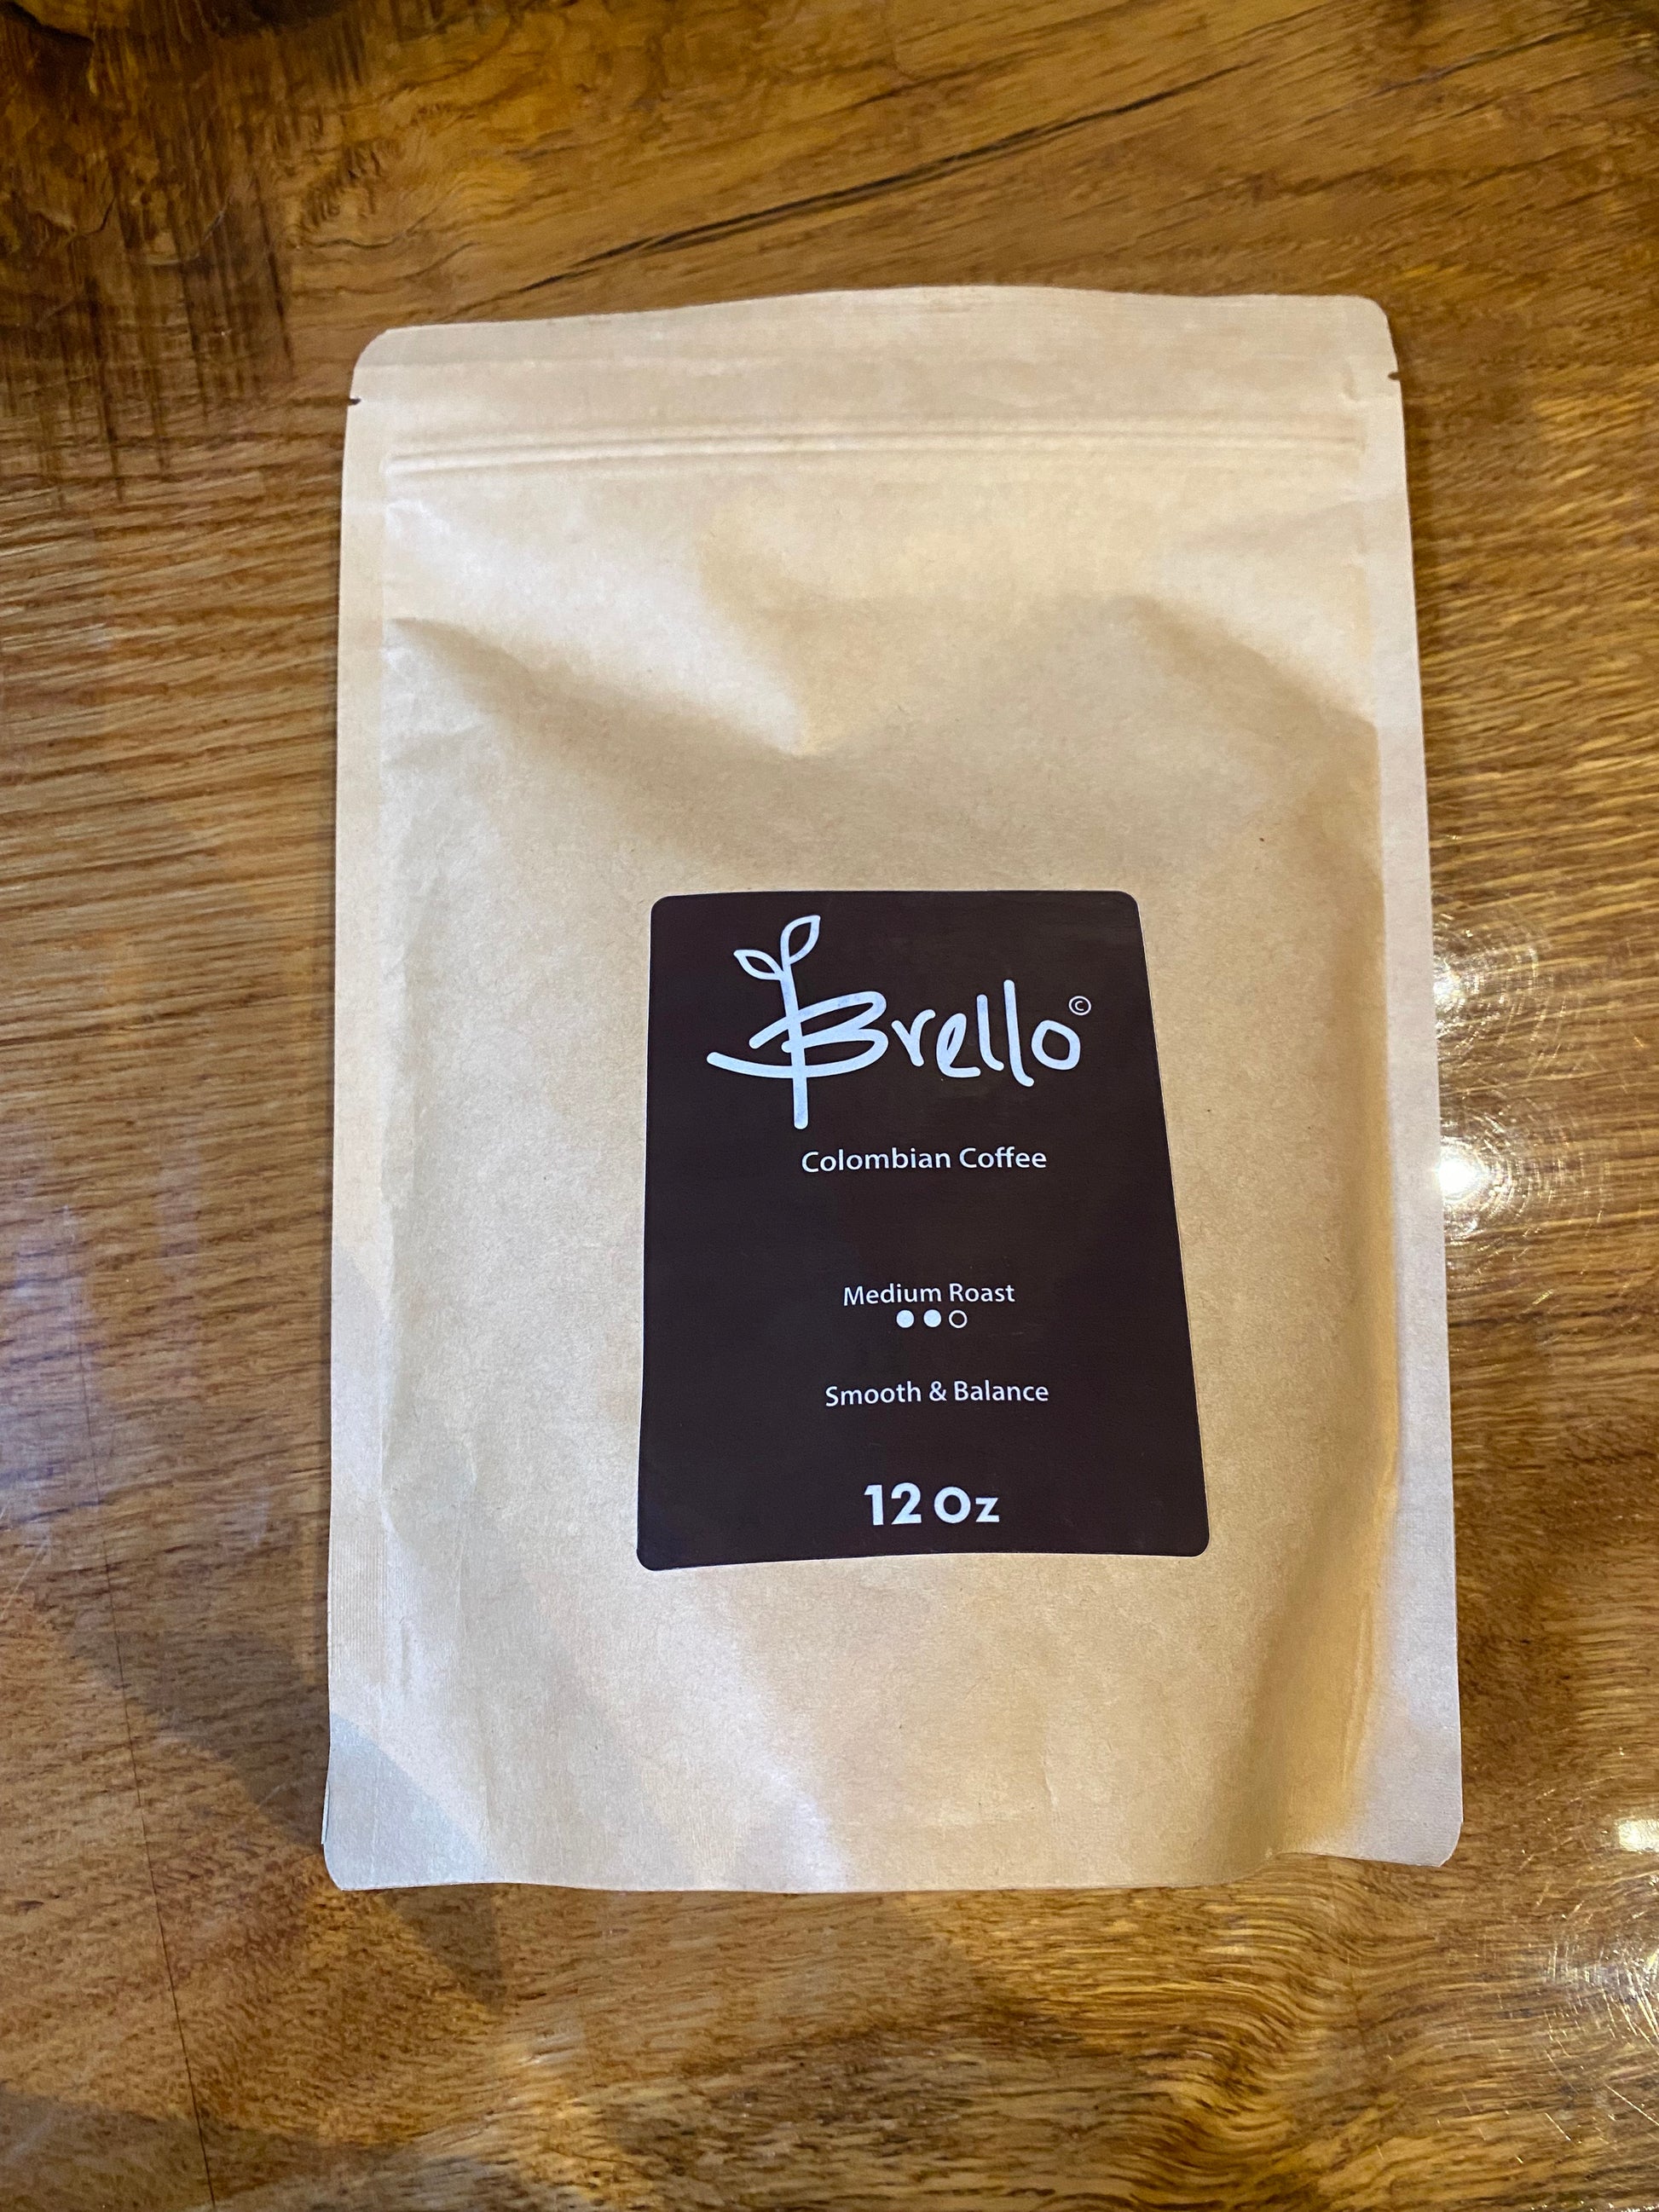 Brello©
Colombian Coffee
Medium Roast
Smooth & Balance
12 Oz